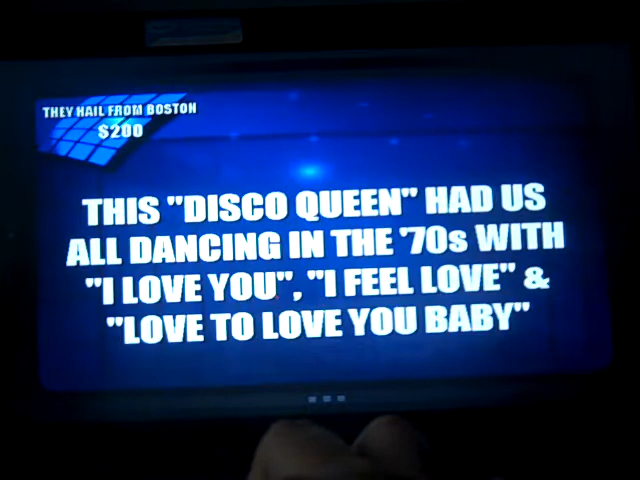 THEY HAIL FROM BOSTON
$200
THIS "DISCO QUEEN" HAD US
ALL DANCING IN THE '70s WITH
"I LOVE YOU", "I FEEL LOVE" &
"LOVE TO LOVE YOU BABY"